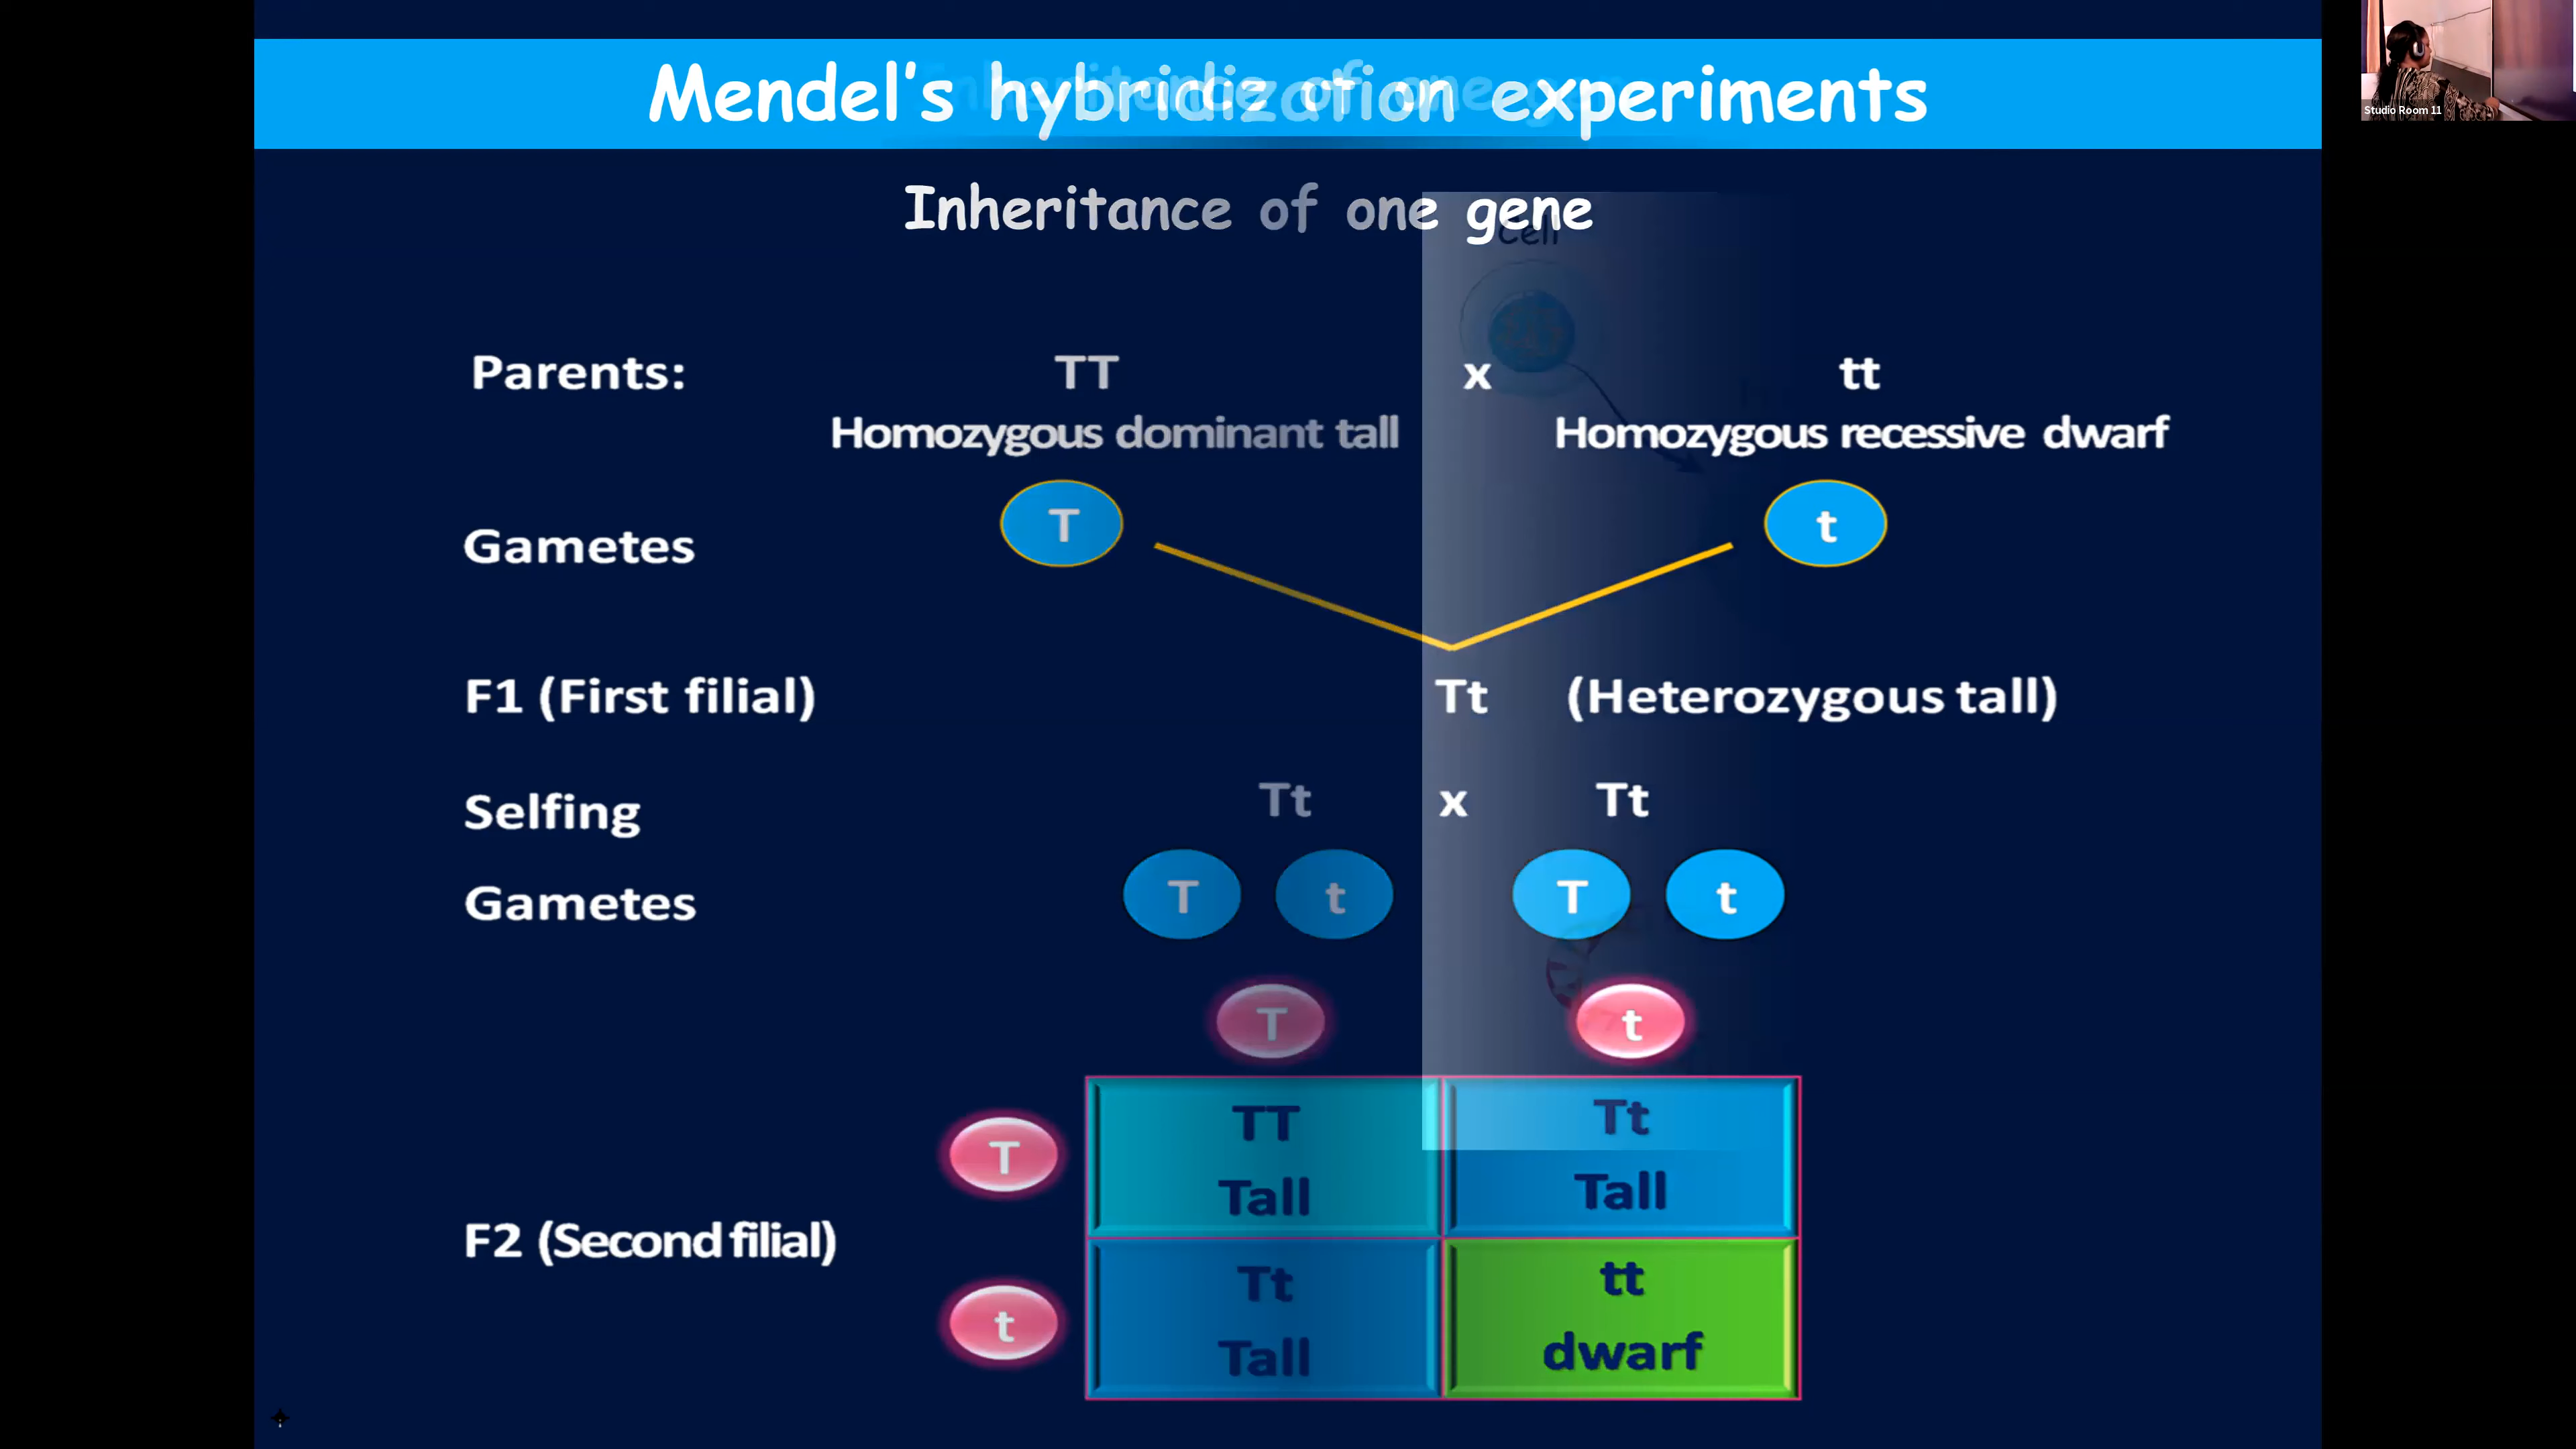 Mendel's hybridization experiments
Inheritance of one gene
Cell
Parents: TT x tt
Homozygous dominant tall Homozygous recessive dwarf
Gametes T t
F1 (First filial) Tt (Heterozygous tall)
Selfing Tt x Tt
Gametes T t T t
T t
T TT Tt
Tall Tall
F2 (Second filial)
t Tt tt
Tall dwarf
Studio Room 11